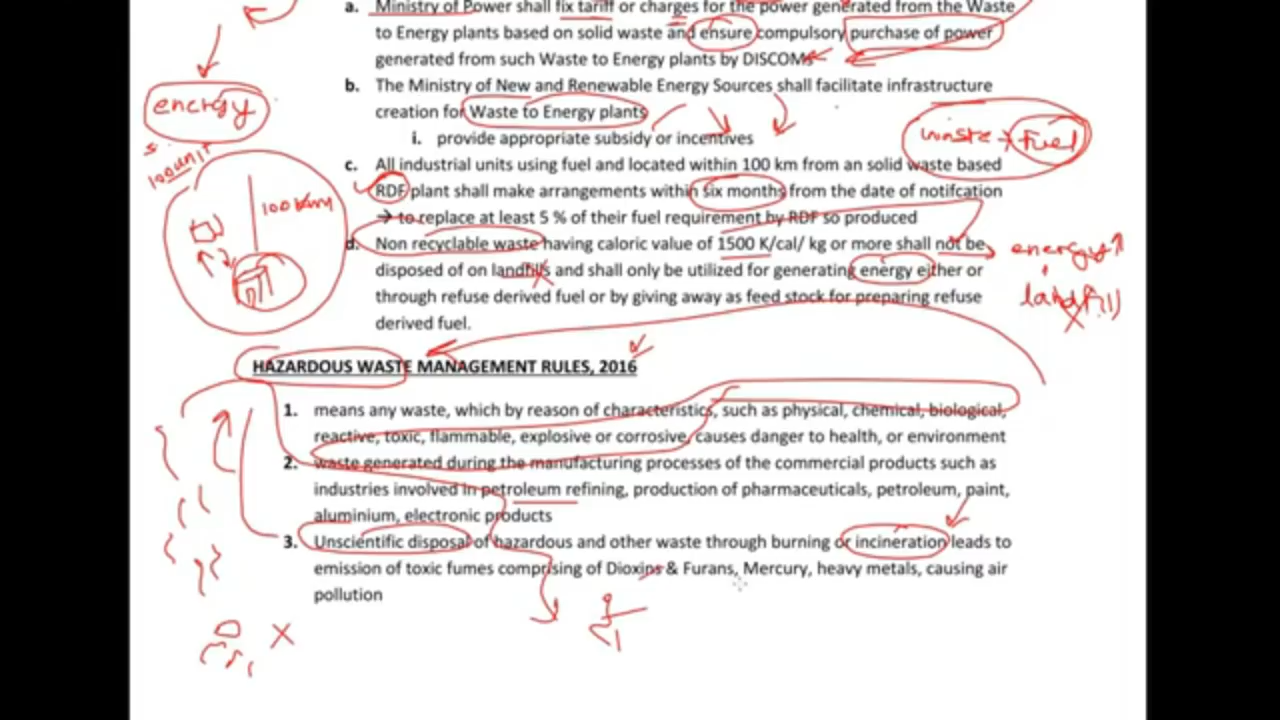 a. Ministry of Power shall fix tariff or charges for the power generated from the Waste
to Energy plants based on solid waste and ensure compulsory purchase of power
generated from such Waste to Energy plants by DISCOMs
b. The Ministry of New and Renewable Energy Sources shall facilitate infrastructure
creation for Waste to Energy plants
i. provide appropriate subsidy or incentives
c. All industrial units using fuel and located within 100 km from an solid waste based
RDF plant shall make arrangements within six months from the date of notifcation
→ to replace at least 5 % of their fuel requirement by RDF so produced
d. Non recyclable waste having caloric value of 1500 K/cal/ kg or more shall not be
disposed of on landfills and shall only be utilized for generating energy either or
through refuse derived fuel or by giving away as feed stock for preparing refuse
derived fuel.
energy
100unit
100km
waste → fuel
energy↑
landfill
HAZARDOUS WASTE MANAGEMENT RULES, 2016
1. means any waste, which by reason of characteristics, such as physical, chemical, biological,
reactive, toxic, flammable, explosive or corrosive, causes danger to health, or environment
2. waste generated during the manufacturing processes of the commercial products such as
industries involved in petroleum refining, production of pharmaceuticals, petroleum, paint,
aluminium, electronic products
3. Unscientific disposal of hazardous and other waste through burning or incineration leads to
emission of toxic fumes comprising of Dioxins & Furans, Mercury, heavy metals, causing air
pollution